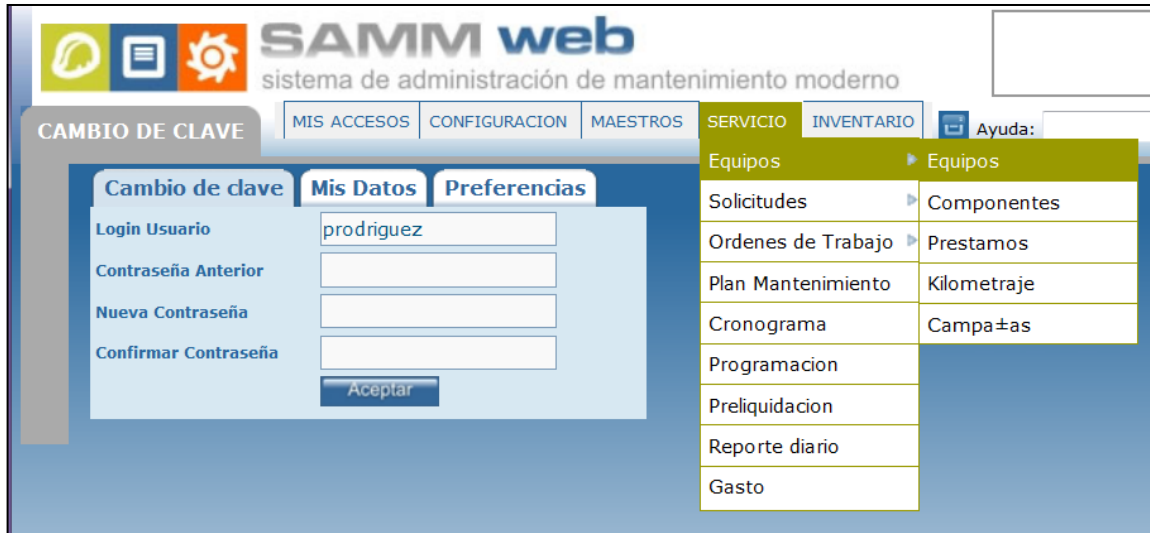 SAMM web
sistema de administración de mantenimiento moderno
CAMBIO DE CLAVE
MIS ACCESOS CONFIGURACION MAESTROS SERVICIO INVENTARIO Ayuda:
Cambio de clave Mis Datos Preferencias
Login Usuario prodriguez
Contraseña Anterior
Nueva Contraseña
Confirmar Contraseña
Aceptar
Equipos
Solicitudes
Ordenes de Trabajo
Plan Mantenimiento
Cronograma
Programacion
Preliquidacion
Reporte diario
Gasto
Equipos
Componentes
Prestamos
Kilometraje
Campa±as